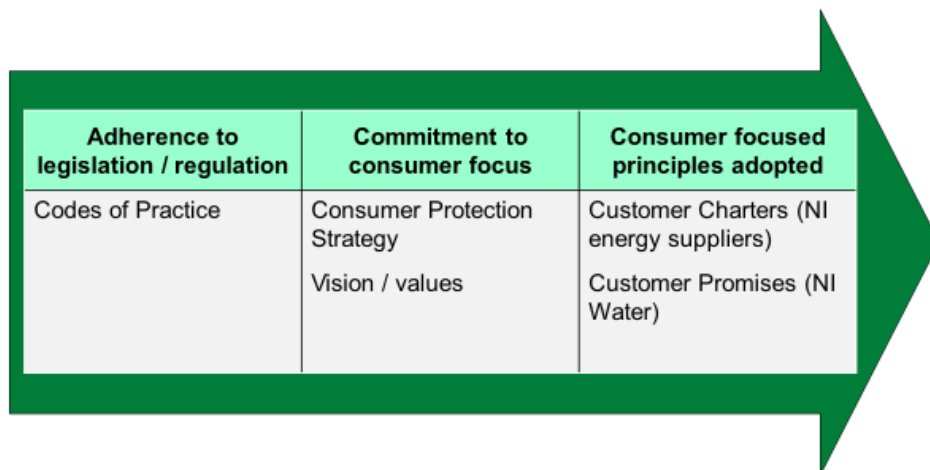 Adherence to
legislation / regulation
Commitment to
consumer focus
Consumer focused
principles adopted
Codes of Practice
Consumer Protection
Strategy
Vision / values
Customer Charters (NI
energy suppliers)
Customer Promises (NI
Water)